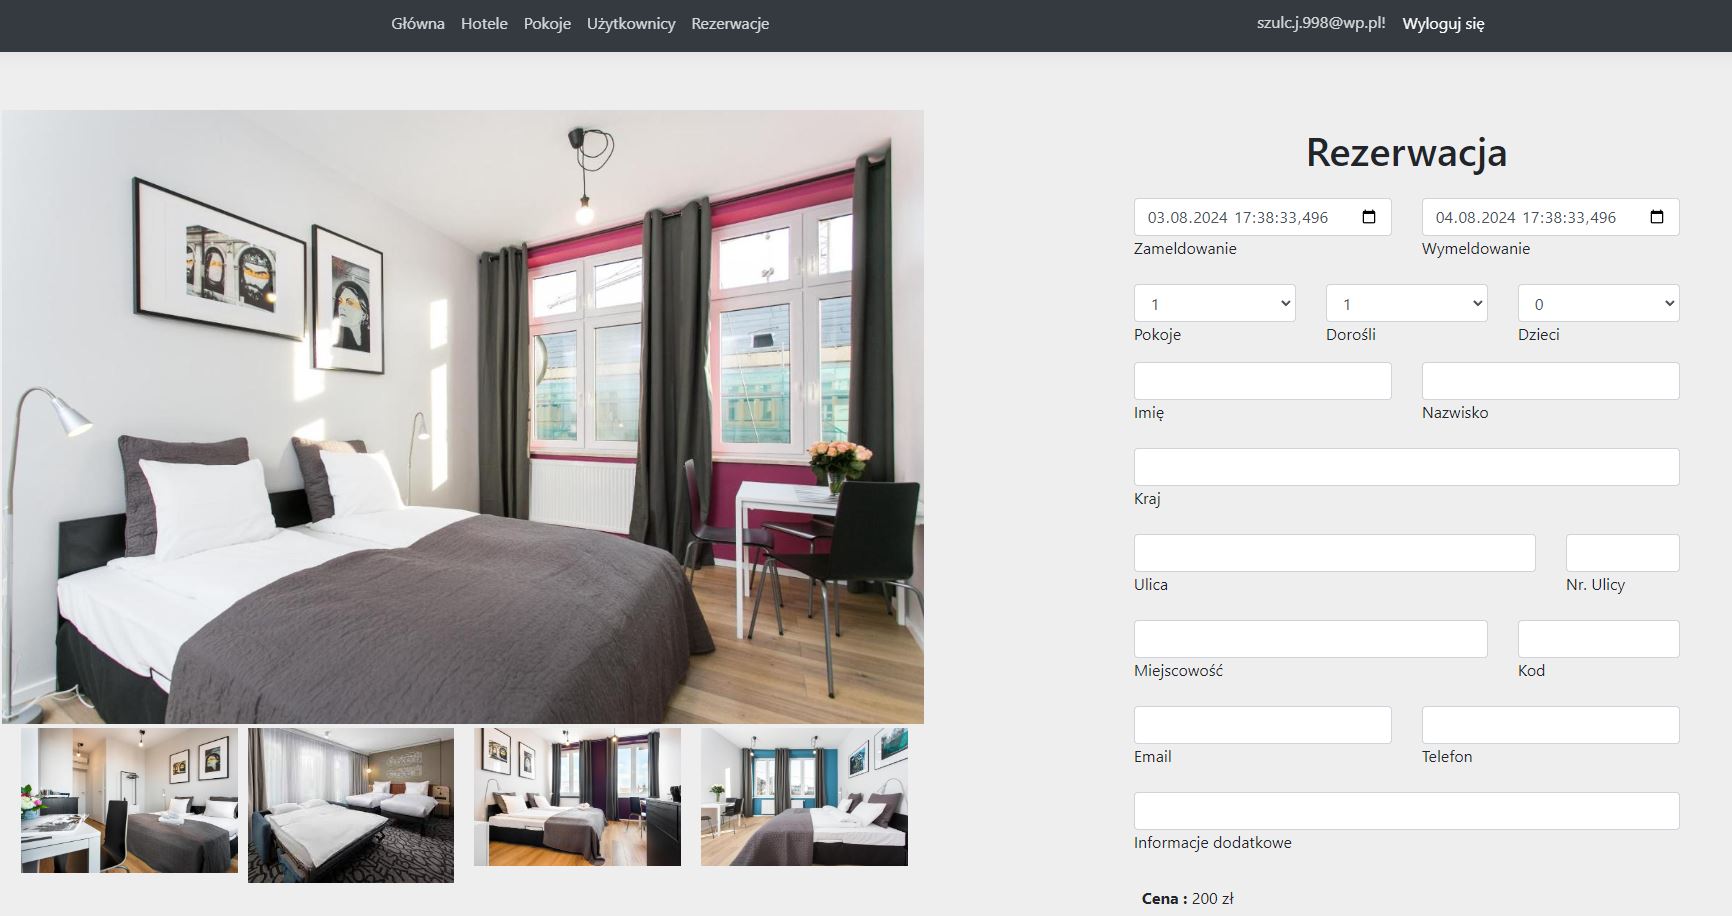 Główna Hotele Pokoje Użytkownicy Rezerwacje szulc.j.998@wp.pl! Wyloguj się
Rezerwacja
03.08.2024 17:38:33,496 04.08.2024 17:38:33,496
Zameldowanie Wymeldowanie
1 1 0
Pokoje Dorośli Dzieci
Imię Nazwisko
Kraj
Ulica Nr. Ulicy
Miejscowość Kod
Email Telefon
Informacje dodatkowe
Cena : 200 zł